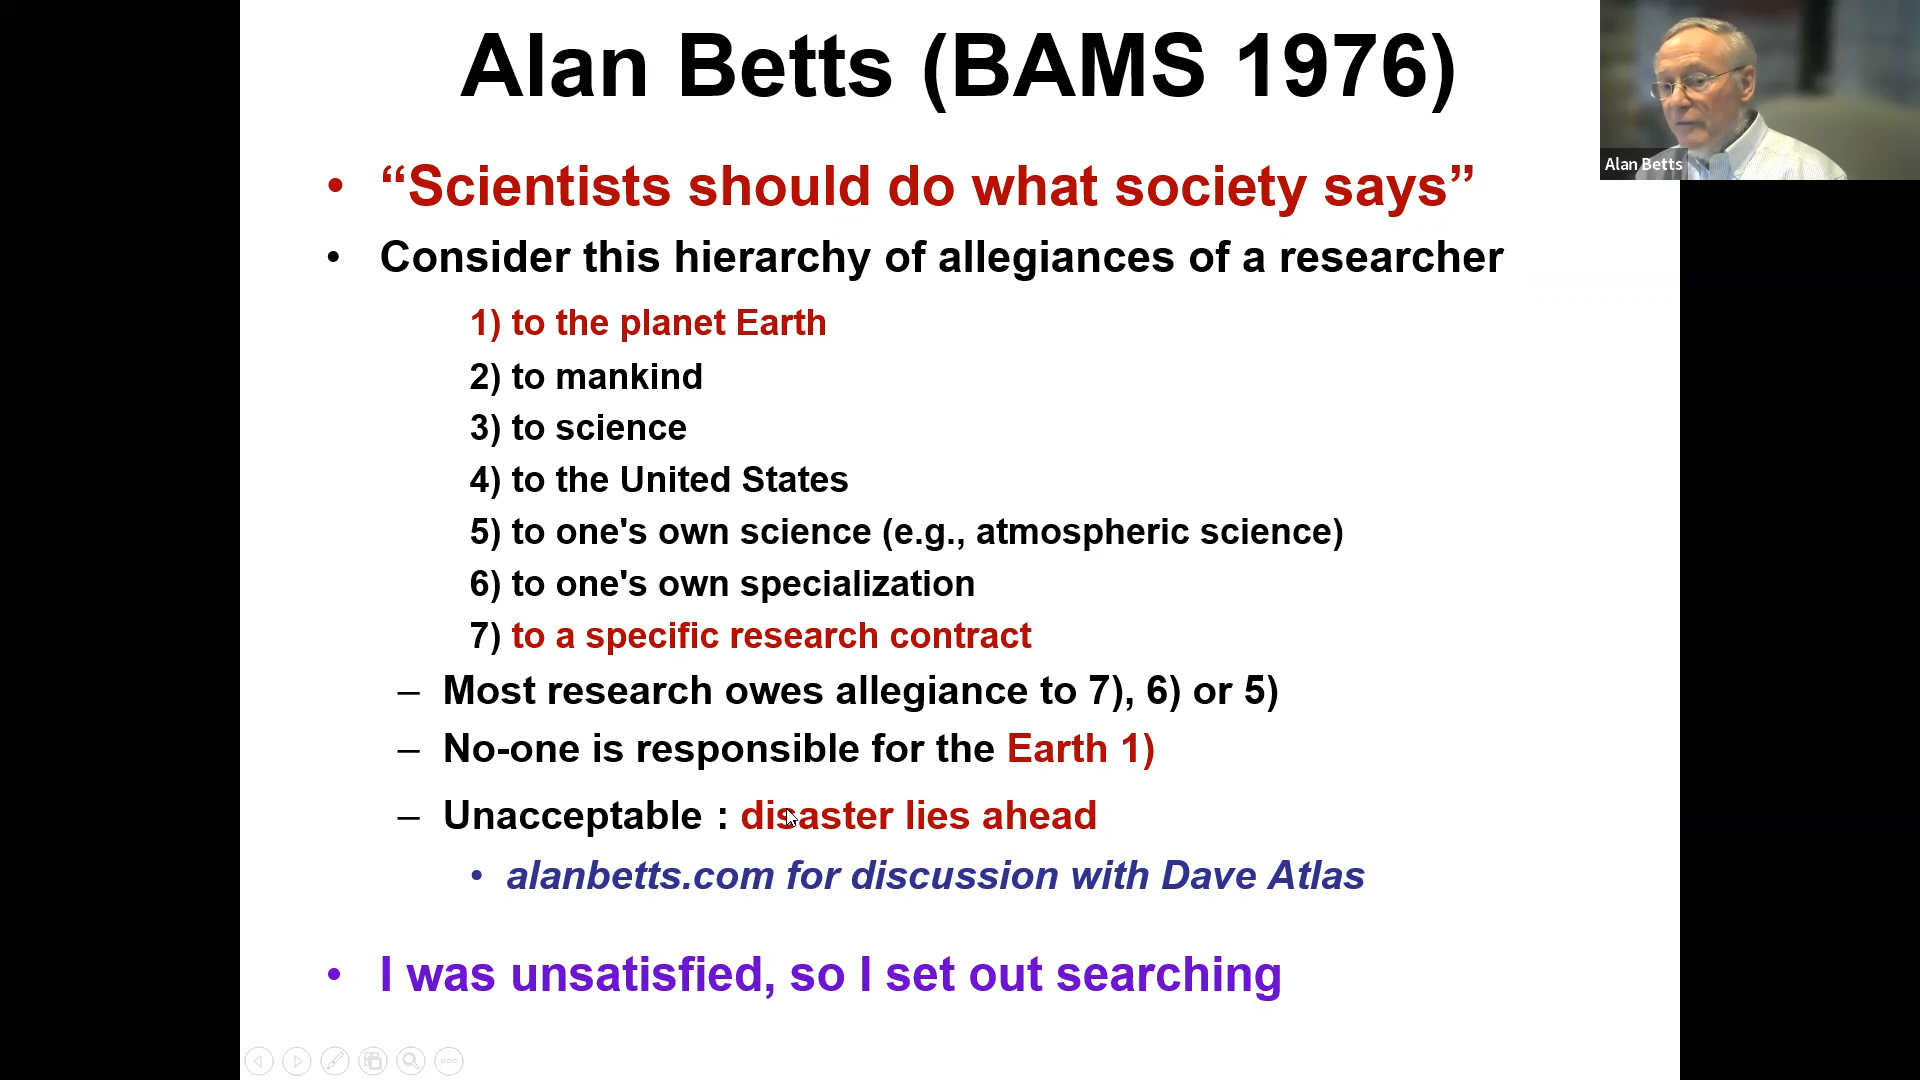 Alan Betts (BAMS 1976)
Alan Betts
• “Scientists should do what society says”
• Consider this hierarchy of allegiances of a researcher
1) to the planet Earth
2) to mankind
3) to science
4) to the United States
5) to one's own science (e.g., atmospheric science)
6) to one's own specialization
7) to a specific research contract
– Most research owes allegiance to 7), 6) or 5)
– No-one is responsible for the Earth 1)
– Unacceptable : disaster lies ahead
• alanbetts.com for discussion with Dave Atlas
• I was unsatisfied, so I set out searching